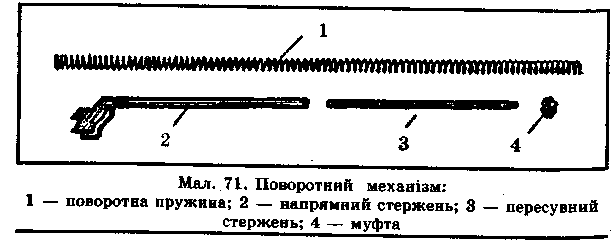 1
2
3
4
Мал. 71. Поворотний механізм:
1 — поворотна пружина; 2 — напрямний стержень; 3 — пересувний
стержень; 4 — муфта